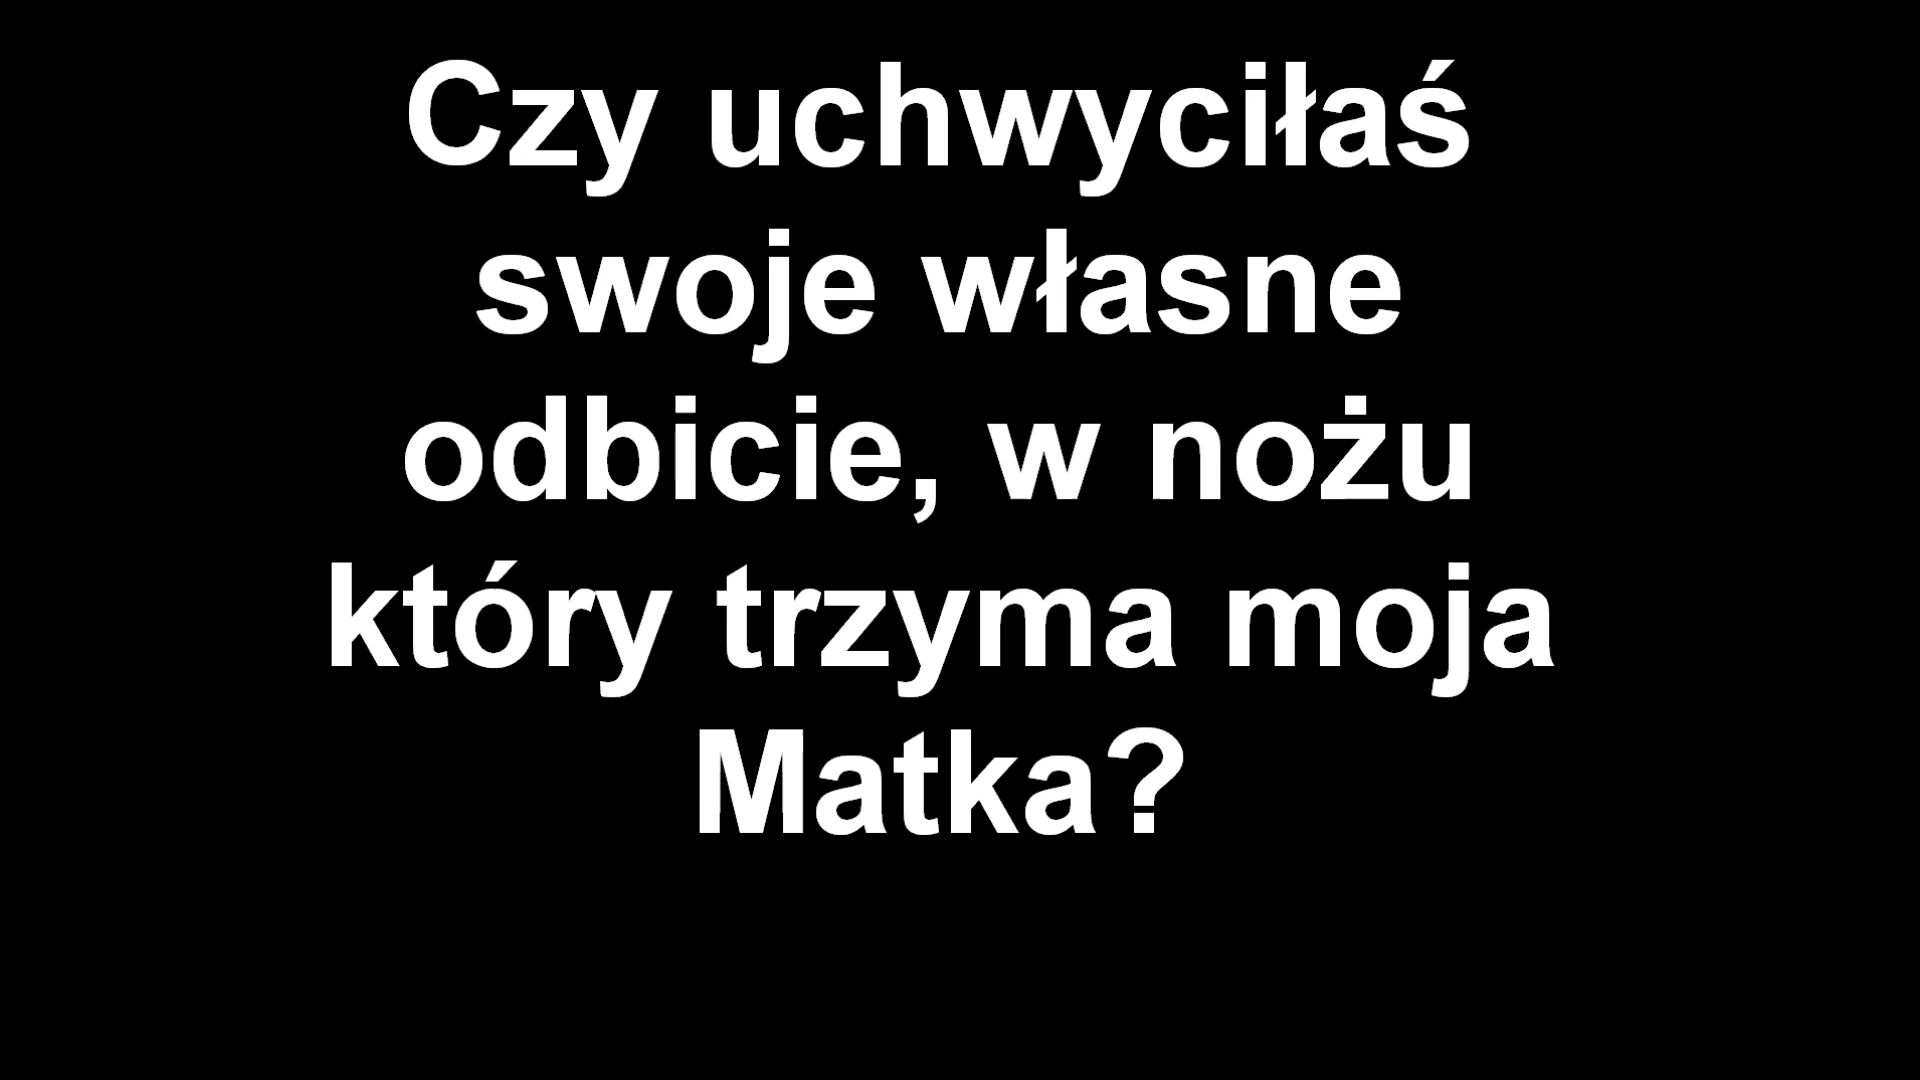 Czy uchwyciłaś
swoje własne
odbicie, w nożu
który trzyma moja
Matka?